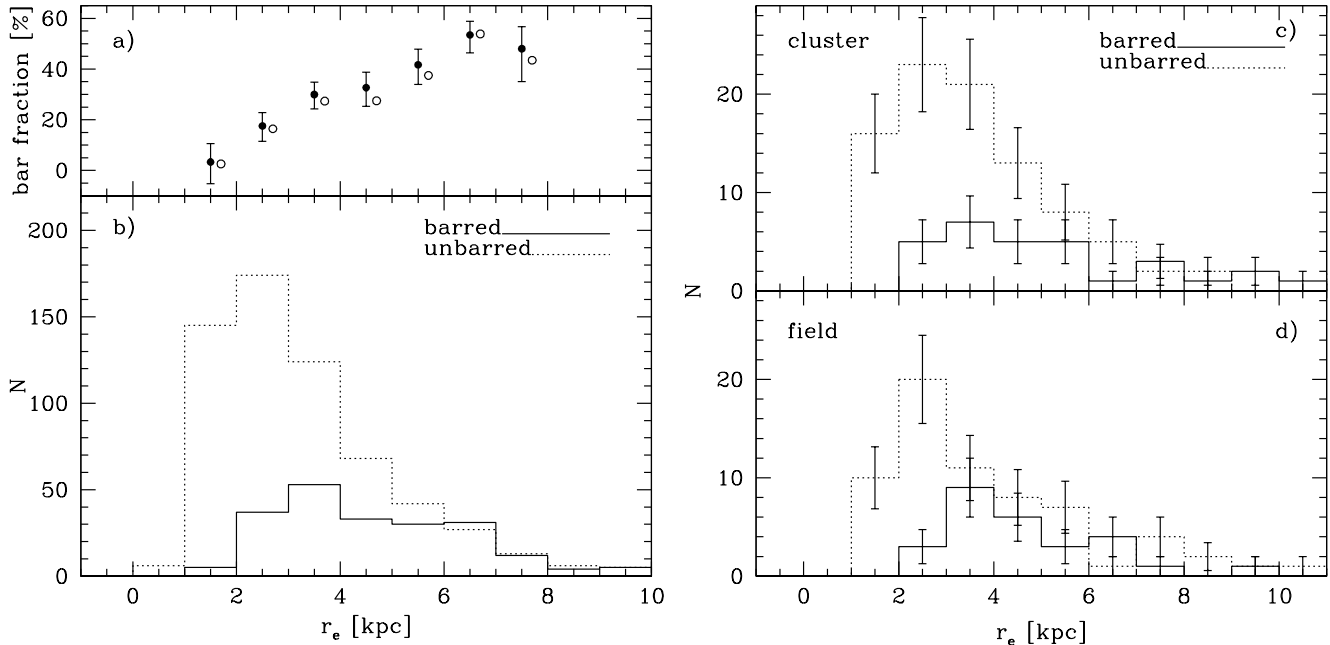 60
40
20
0
bar fraction [%]
a)
b)
barred
unbarred
200
150
100
50
0
N
0 2 4 6 8 10
r_e [kpc]
cluster
c)
barred
unbarred
20
10
0
N
field
d)
20
10
0
0 2 4 6 8 10
r_e [kpc]